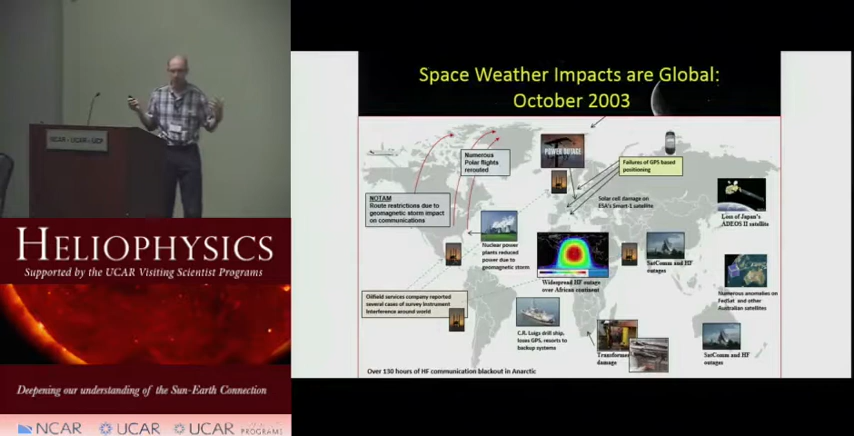 UCAR - UCAR - UCP
HELIOPHYSICS
Supported by the UCAR Visiting Scientist Programs
Deepening our understanding of the Sun-Earth Connection
NCAR
UCAR
UCAR PROGRAMS
Space Weather Impacts are Global:
October 2003
Numerous
Polar flights
rerouted
POWER OUTAGE
Failures of GPS based
positioning
NOTAM
Route restrictions due to
geomagnetic storm impact
on communications
Solar cell damage on
ESA's Smart-1 satellite
Loss of Japan's
ADEOS II satellite
Nuclear power
plants reduced
power due to
geomagnetic storm
SatComm and HF
outages
Widespread HF outage
over African continent
Numerous anomalies on
FedSat and other
Australian satellites
Oilfield services company reported
several cases of survey instrument
Interference around world
C.R. Luigs drill ship,
loses GPS, resorts to
backup systems
Transformer
damage
SatComm and HF
outages
Over 130 hours of HF communication blackout in Anarctic